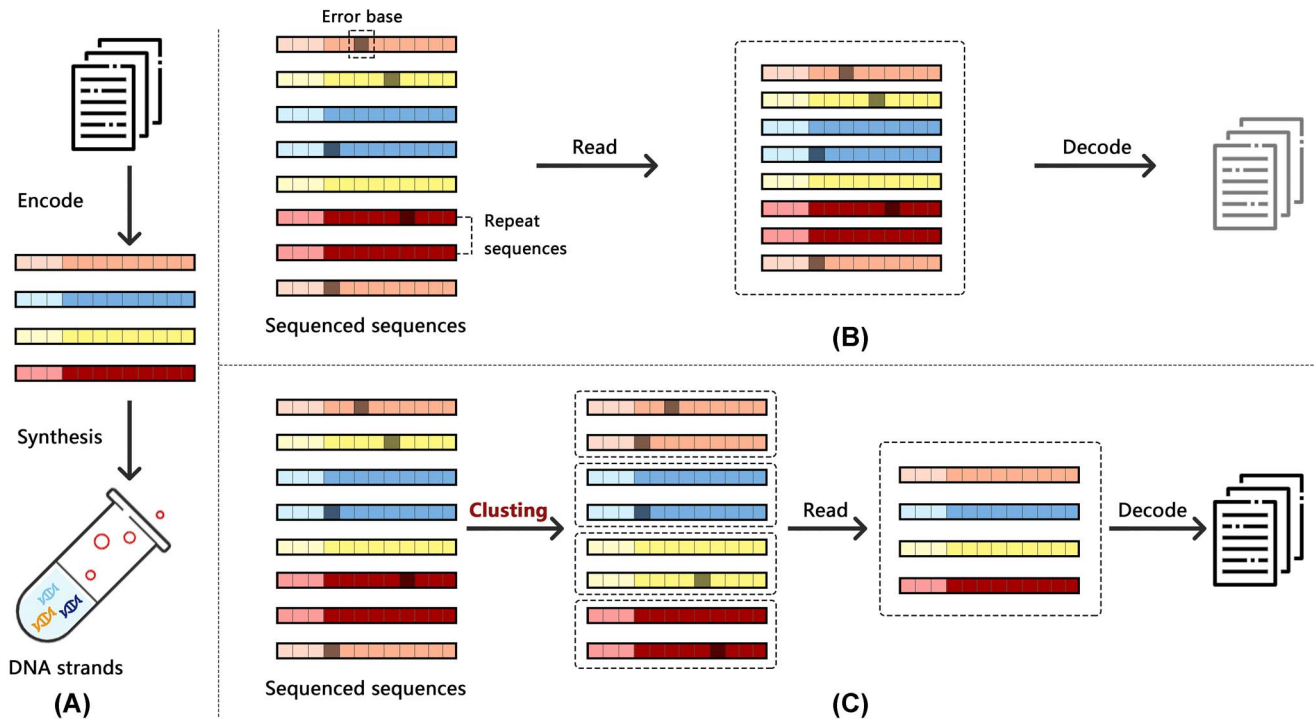 Encode
Synthesis
DNA strands
(A)
Error base
Repeat
sequences
Sequenced sequences
Read
Decode
(B)
Sequenced sequences
Clusting
Read
Decode
(C)